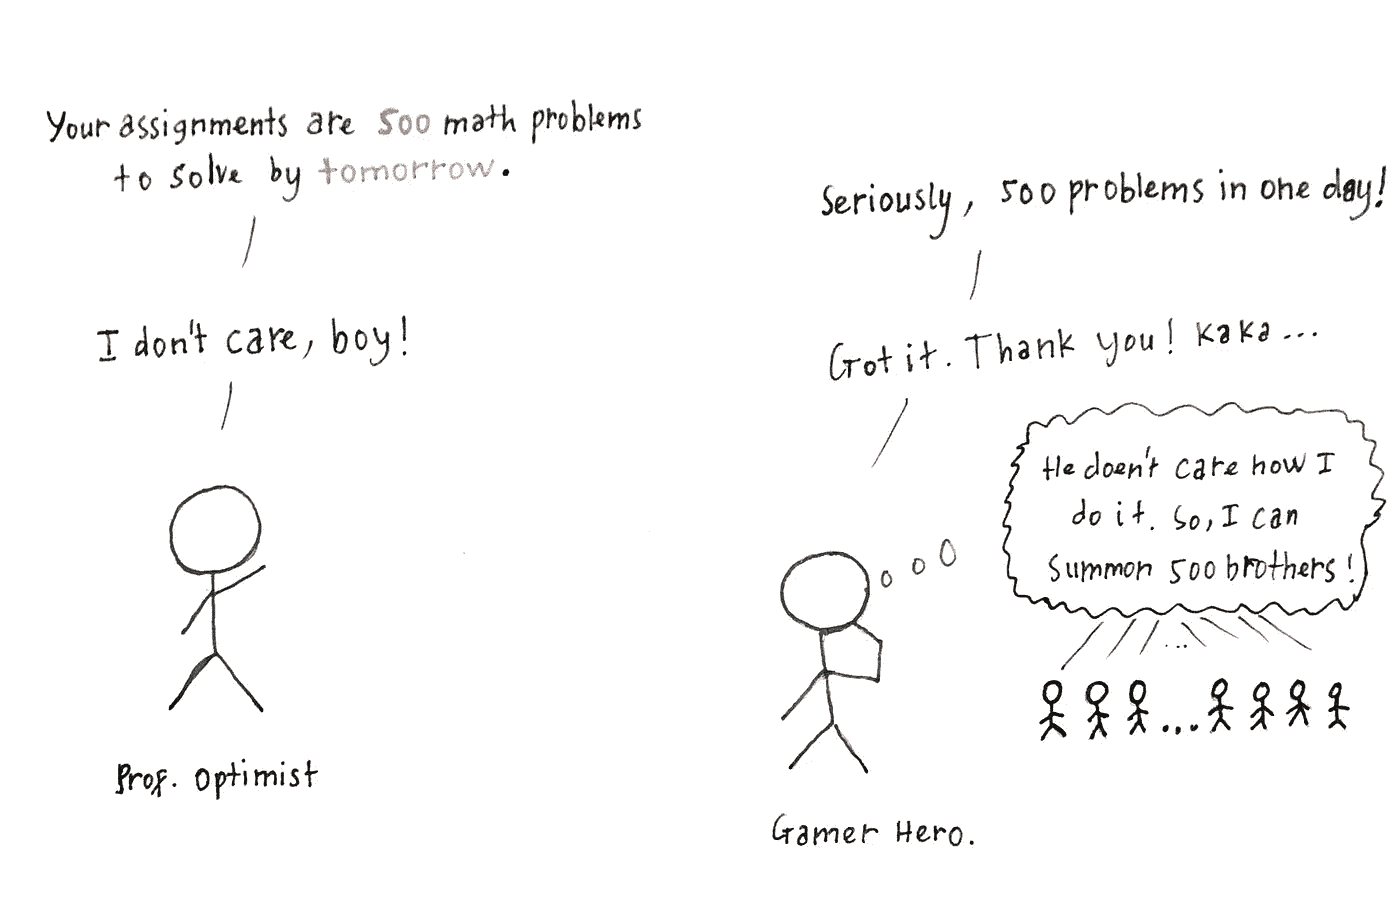 Your assignments are 500 math problems
to solve by tomorrow.
Seriously, 500 problems in one day!
I don't care, boy!
Got it. Thank you! kaka...
He doen't care how I
do it. So, I can
Summon 500 brothers!
...
...
Prof. Optimist
Gamer Hero.